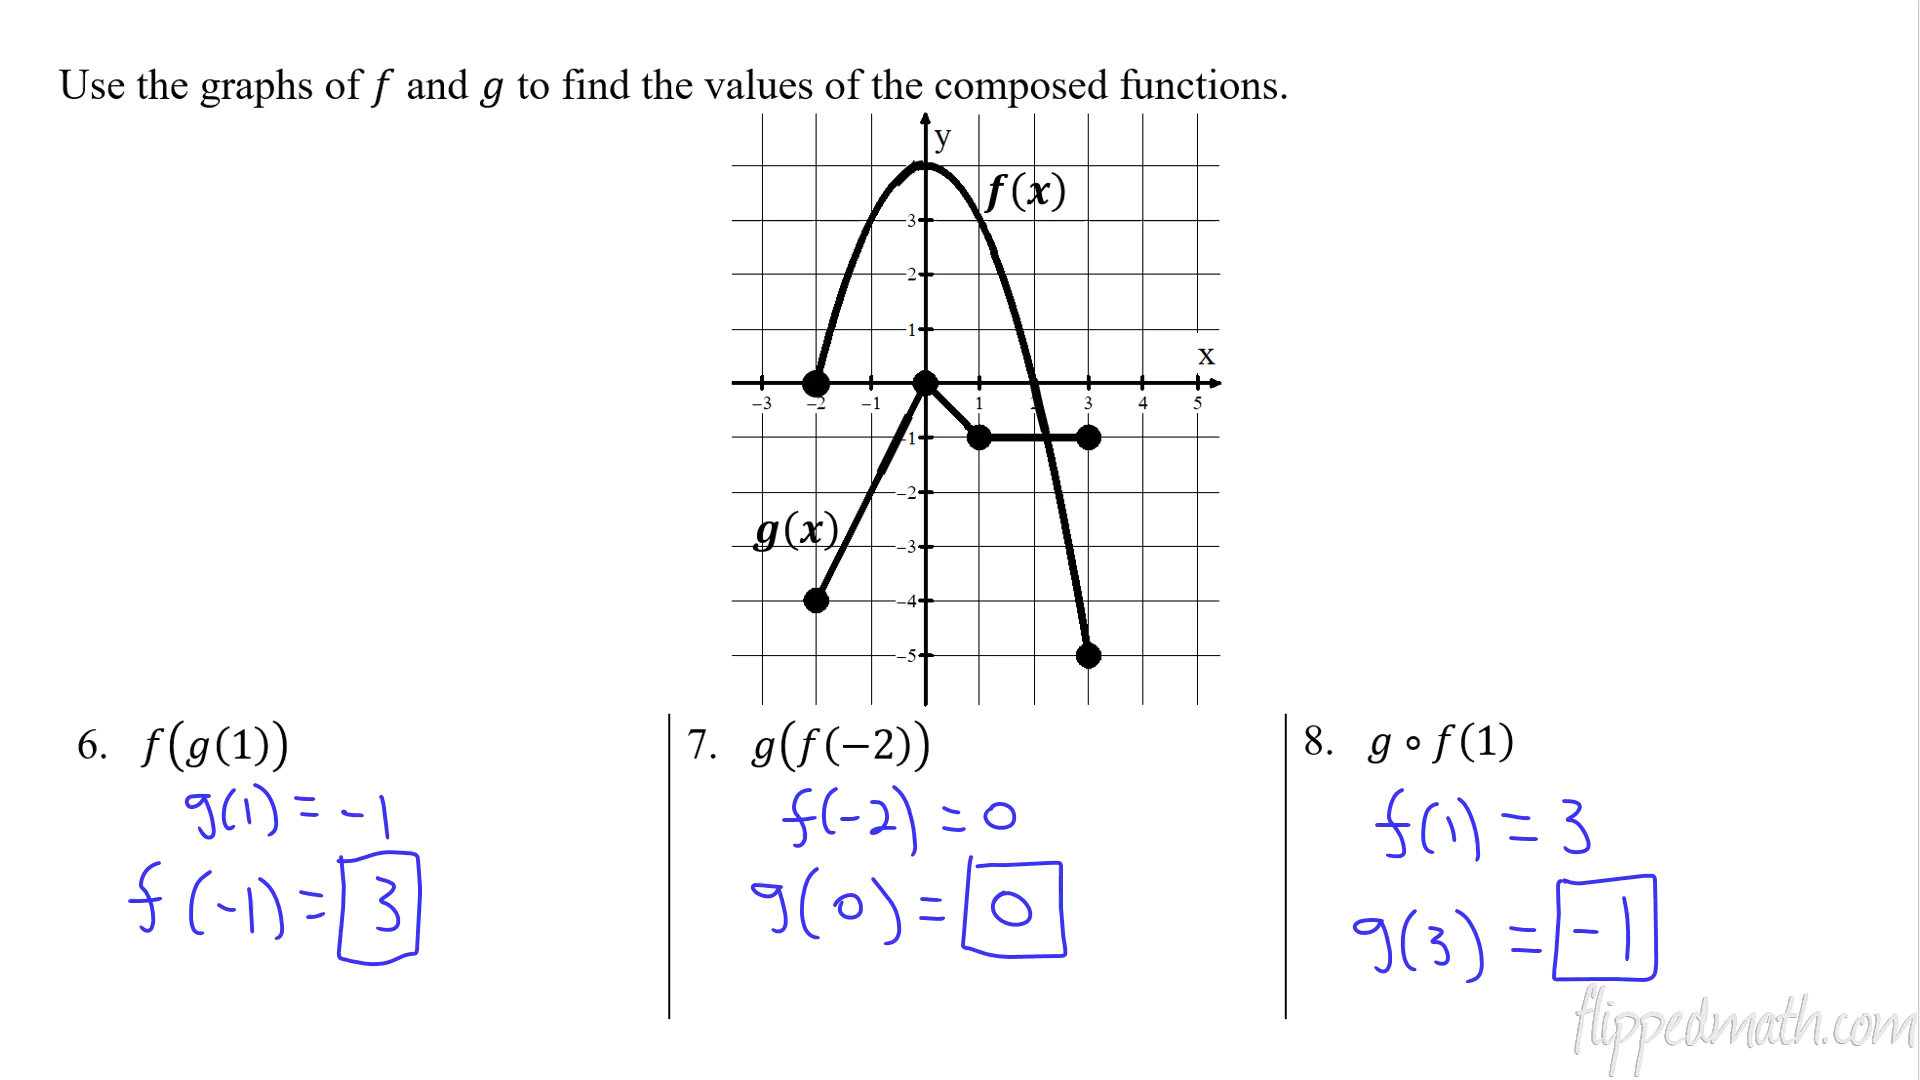 Use the graphs of f and g to find the values of the composed functions.
y
f(x)
3
2
1
x
−3 −2 −1 1 3 4 5
−1
−2
g(x)
−3
−4
−5
6. f(g(1))
g(1) = -1
f(-1) = 3
7. g(f(−2))
f(-2) = 0
g(0) = 0
8. g ∘ f(1)
f(1) = 3
g(3) = -1
flippedmath.com